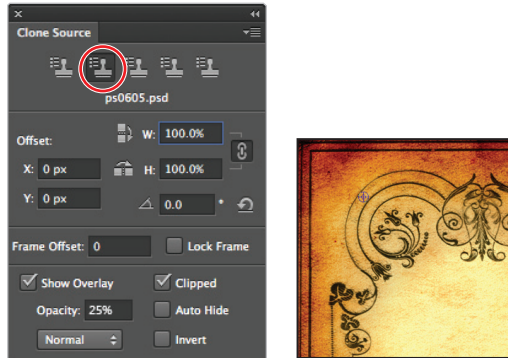 Clone Source
ps0605.psd
Offset:
W: 100.0%
X: 0 px
H: 100.0%
Y: 0 px
0.0 °
Frame Offset: 0
Lock Frame
Show Overlay
Clipped
Opacity: 25%
Auto Hide
Normal
Invert